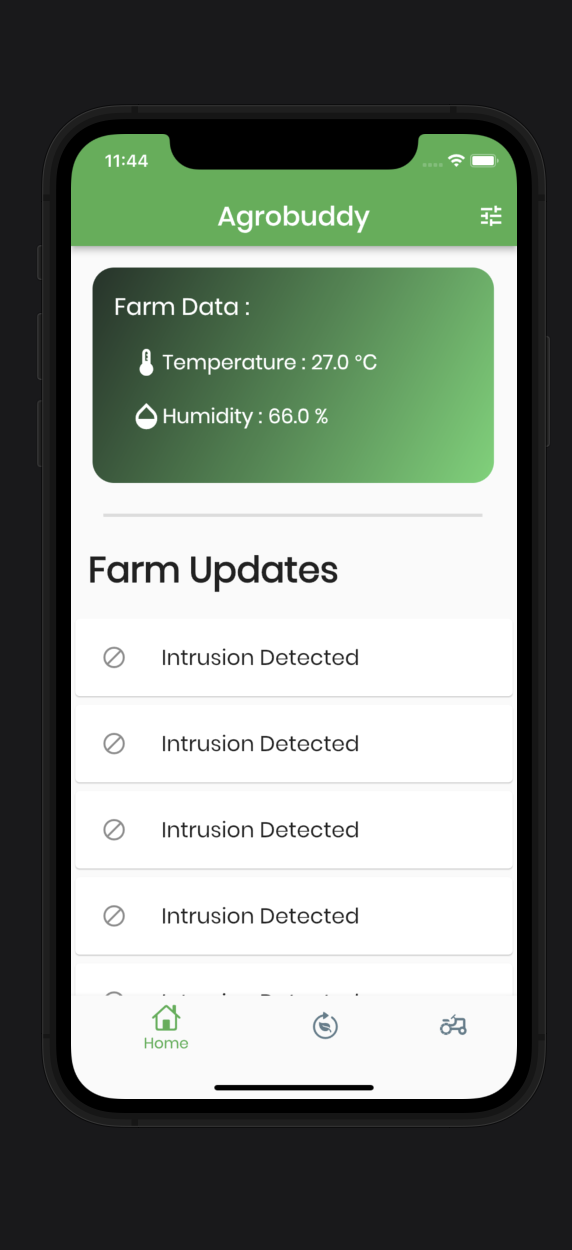 11:44
Agrobuddy
Farm Data :
Temperature : 27.0 °C
Humidity : 66.0 %
Farm Updates
Intrusion Detected
Intrusion Detected
Intrusion Detected
Intrusion Detected
Home